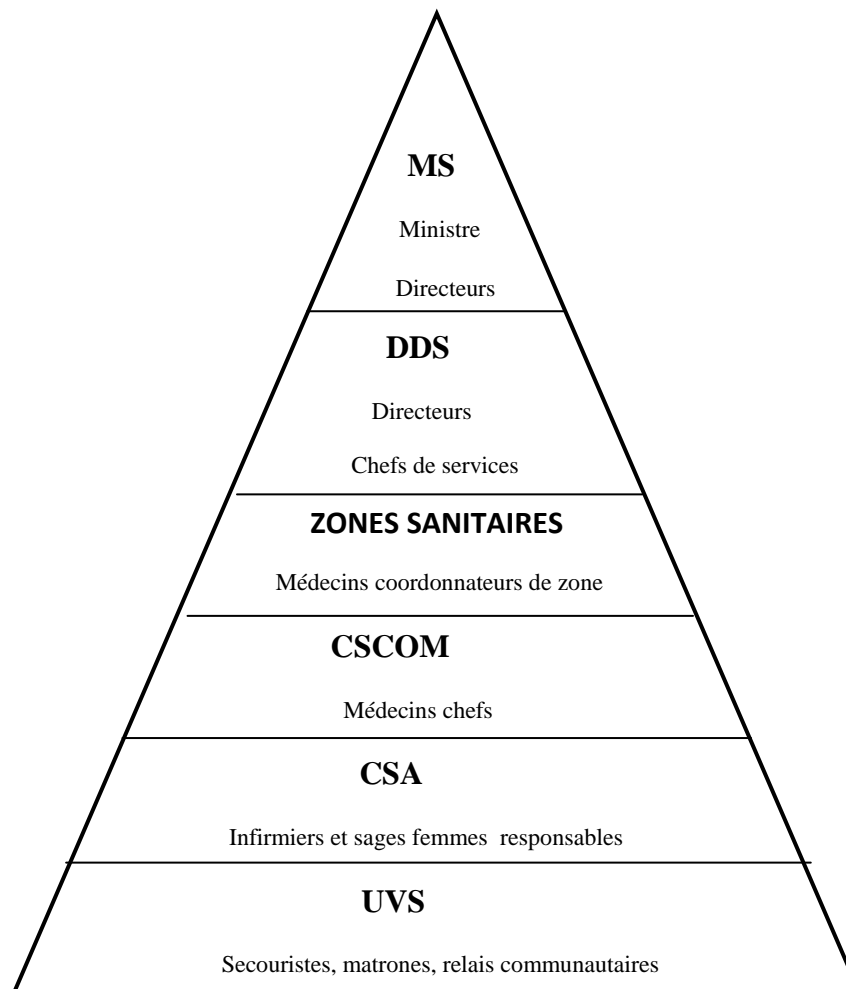 MS
Ministre
Directeurs
DDS
Directeurs
Chefs de services
ZONES SANITAIRES
Médecins coordonnateurs de zone
CSCOM
Médecins chefs
CSA
Infirmiers et sages femmes responsables
UVS
Secouristes, matrones, relais communautaires